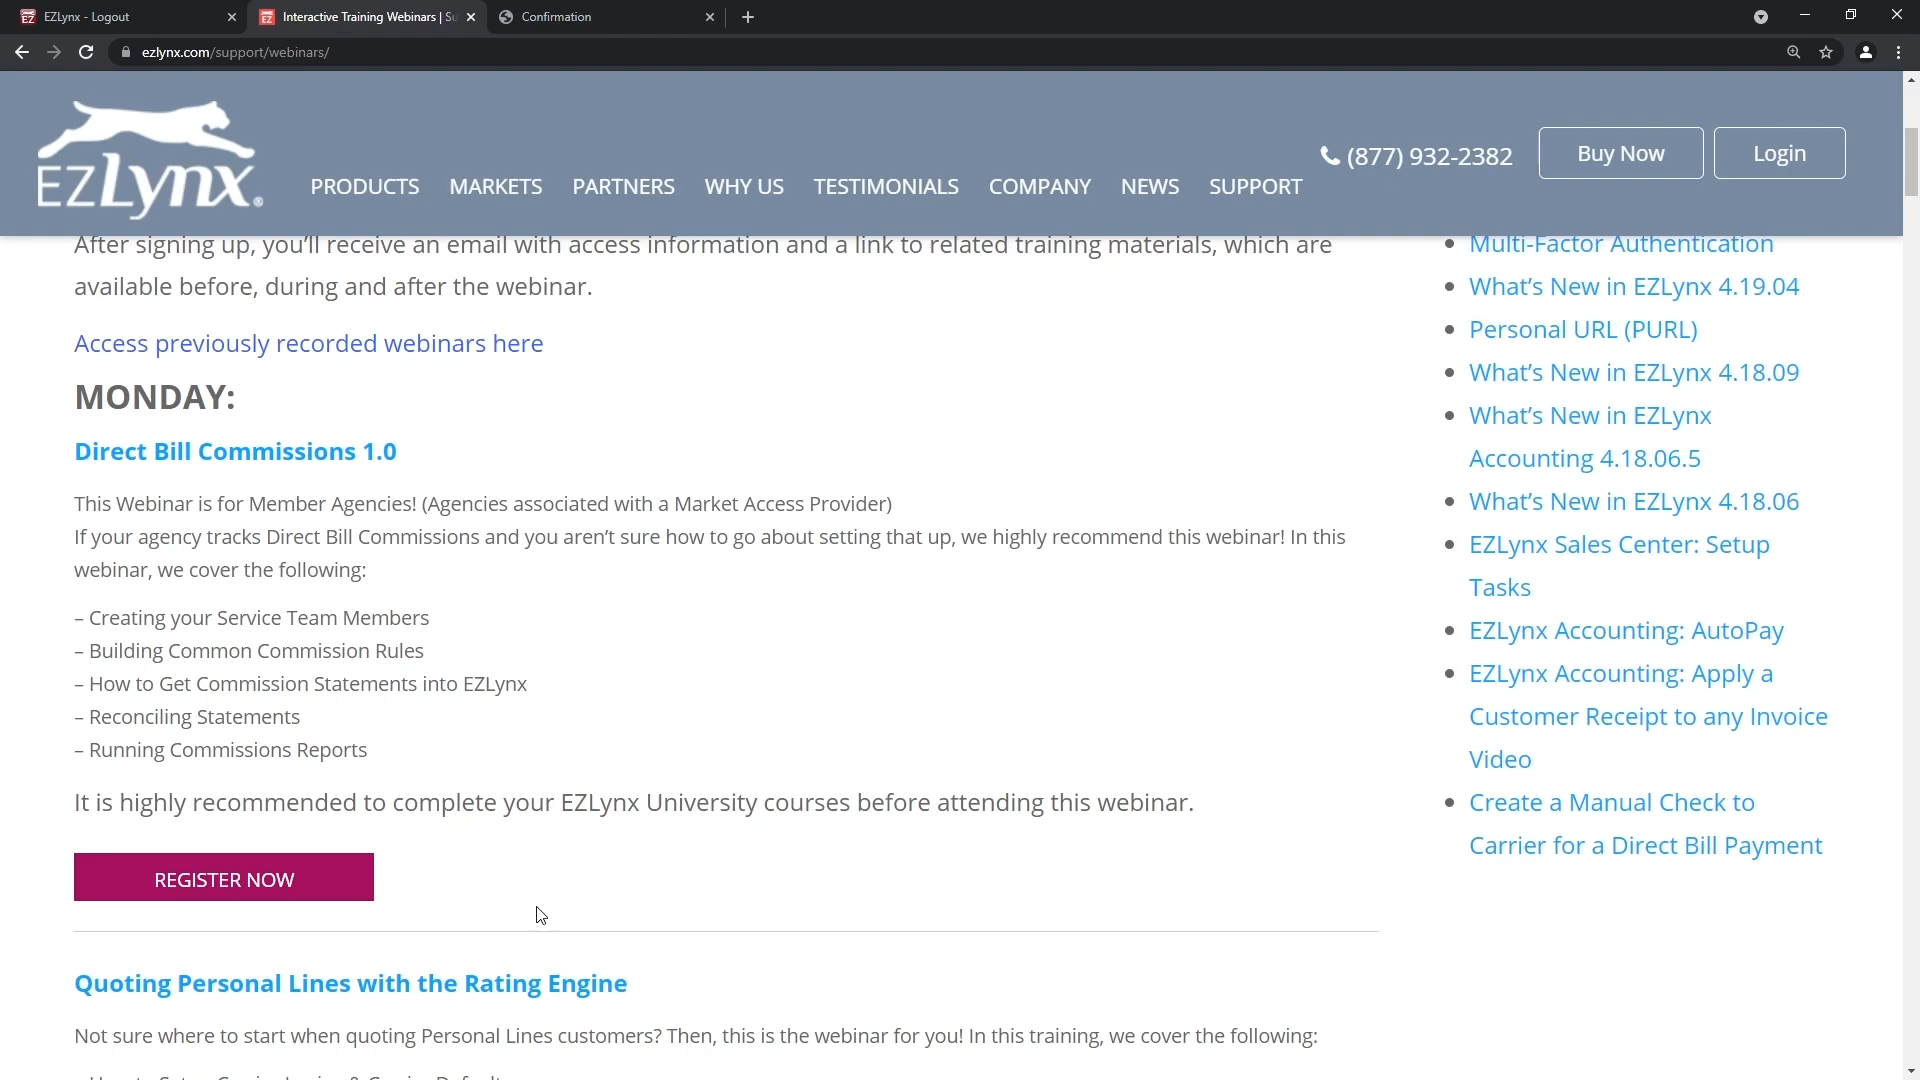 EZLynx - Logout
Interactive Training Webinars | Su
Confirmation
ezlynx.com/support/webinars/
EZLynx®
PRODUCTS MARKETS PARTNERS WHY US TESTIMONIALS COMPANY NEWS SUPPORT
(877) 932-2382
Buy Now
Login
After signing up, you'll receive an email with access information and a link to related training materials, which are
available before, during and after the webinar.
Access previously recorded webinars here
MONDAY:
Direct Bill Commissions 1.0
This Webinar is for Member Agencies! (Agencies associated with a Market Access Provider)
If your agency tracks Direct Bill Commissions and you aren't sure how to go about setting that up, we highly recommend this webinar! In this
webinar, we cover the following:
– Creating your Service Team Members
– Building Common Commission Rules
– How to Get Commission Statements into EZLynx
– Reconciling Statements
– Running Commissions Reports
It is highly recommended to complete your EZLynx University courses before attending this webinar.
REGISTER NOW
Quoting Personal Lines with the Rating Engine
Not sure where to start when quoting Personal Lines customers? Then, this is the webinar for you! In this training, we cover the following:
Multi-Factor Authentication
What's New in EZLynx 4.19.04
Personal URL (PURL)
What's New in EZLynx 4.18.09
What's New in EZLynx
Accounting 4.18.06.5
What's New in EZLynx 4.18.06
EZLynx Sales Center: Setup
Tasks
EZLynx Accounting: AutoPay
EZLynx Accounting: Apply a
Customer Receipt to any Invoice
Video
Create a Manual Check to
Carrier for a Direct Bill Payment